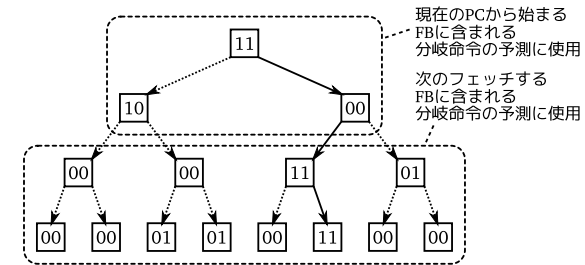 現在のPCから始まる
FBに含まれる
分岐命令の予測に使用
11
次のフェッチする
FBに含まれる
分岐命令の予測に使用
10 00
00 00 11 01
00 00 01 01 00 11 00 00